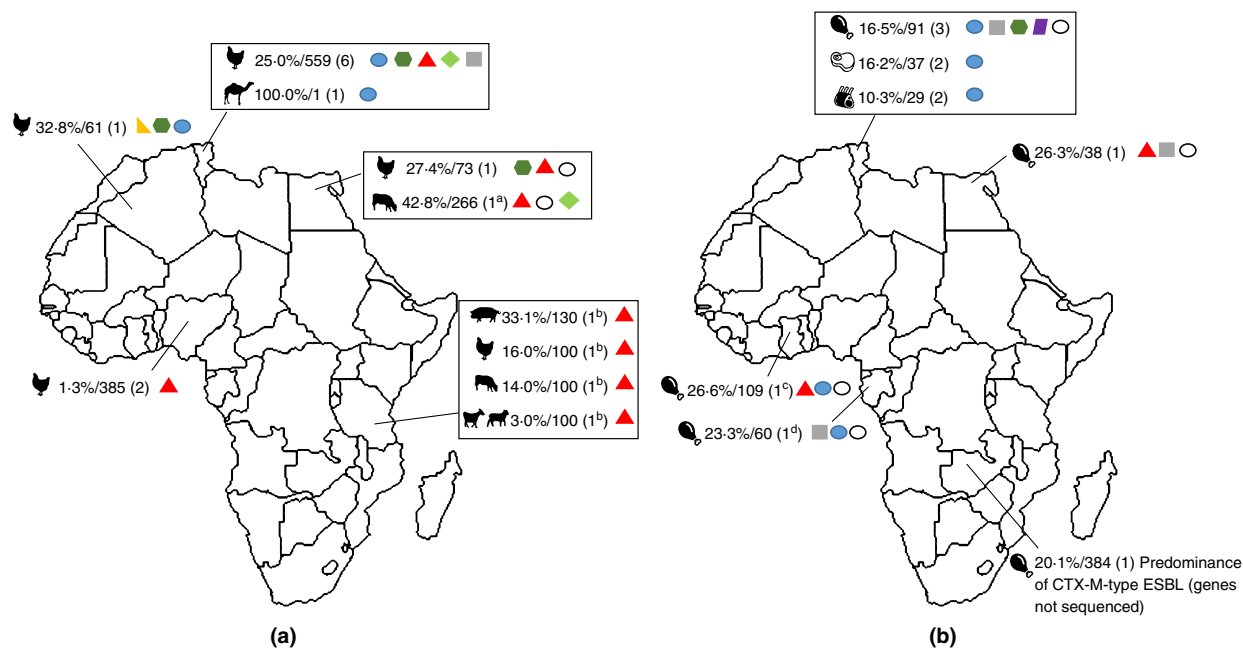 25·0%/559 (6)
100·0%/1 (1)
32·8%/61 (1)
27·4%/73 (1)
42·8%/266 (1ᵃ)
33·1%/130 (1ᵇ)
16·0%/100 (1ᵇ)
14·0%/100 (1ᵇ)
3·0%/100 (1ᵇ)
1·3%/385 (2)
(a)
16·5%/91 (3)
16·2%/37 (2)
10·3%/29 (2)
26·3%/38 (1)
26·6%/109 (1ᶜ)
23·3%/60 (1ᵈ)
20·1%/384 (1) Predominance
of CTX-M-type ESBL (genes
not sequenced)
(b)